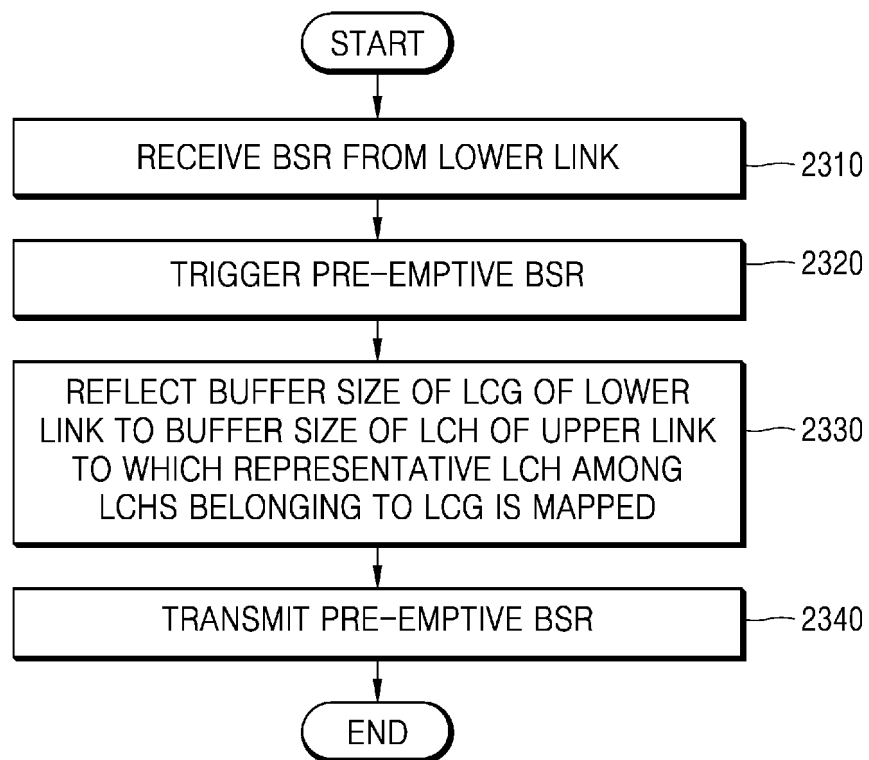 START
RECEIVE BSR FROM LOWER LINK
2310
TRIGGER PRE-EMPTIVE BSR
2320
REFLECT BUFFER SIZE OF LCG OF LOWER
LINK TO BUFFER SIZE OF LCH OF UPPER LINK
TO WHICH REPRESENTATIVE LCH AMONG
LCHS BELONGING TO LCG IS MAPPED
2330
TRANSMIT PRE-EMPTIVE BSR
2340
END